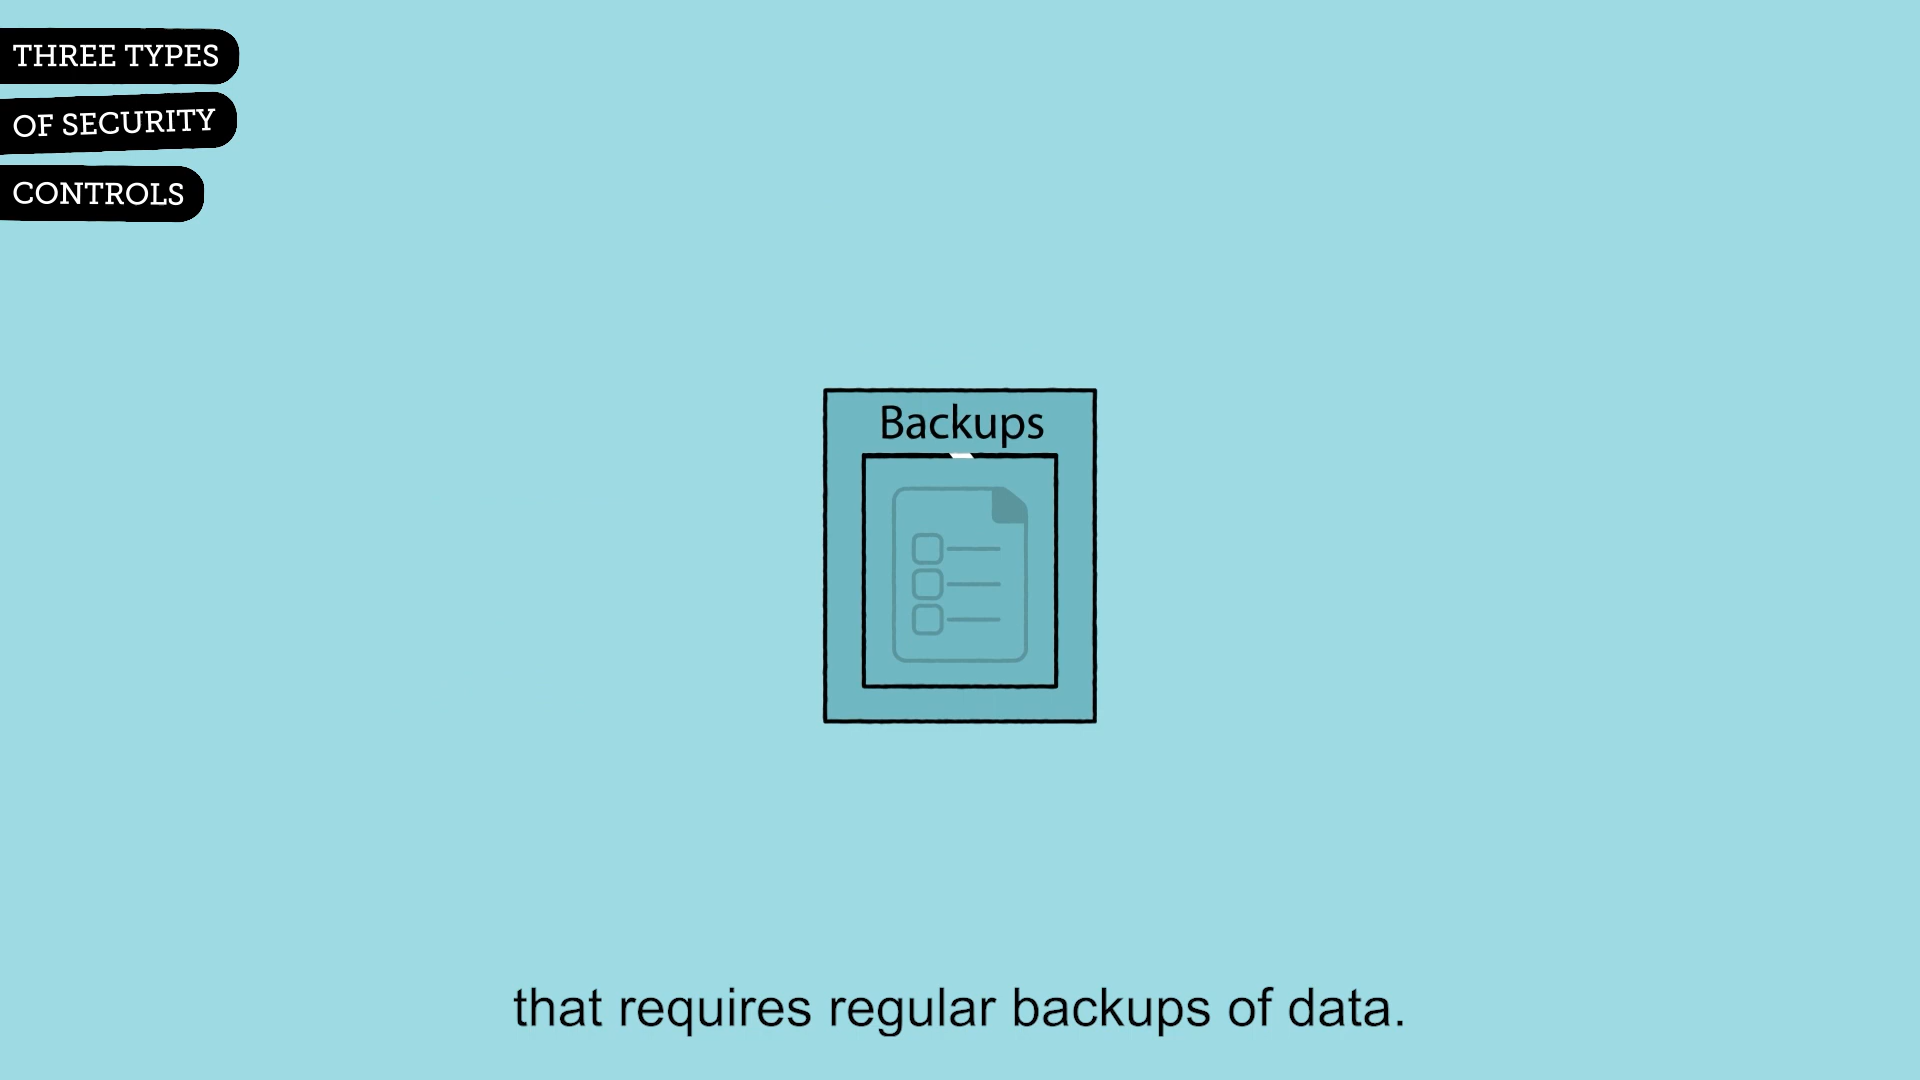 THREE TYPES
OF SECURITY
CONTROLS
Backups
that requires regular backups of data.